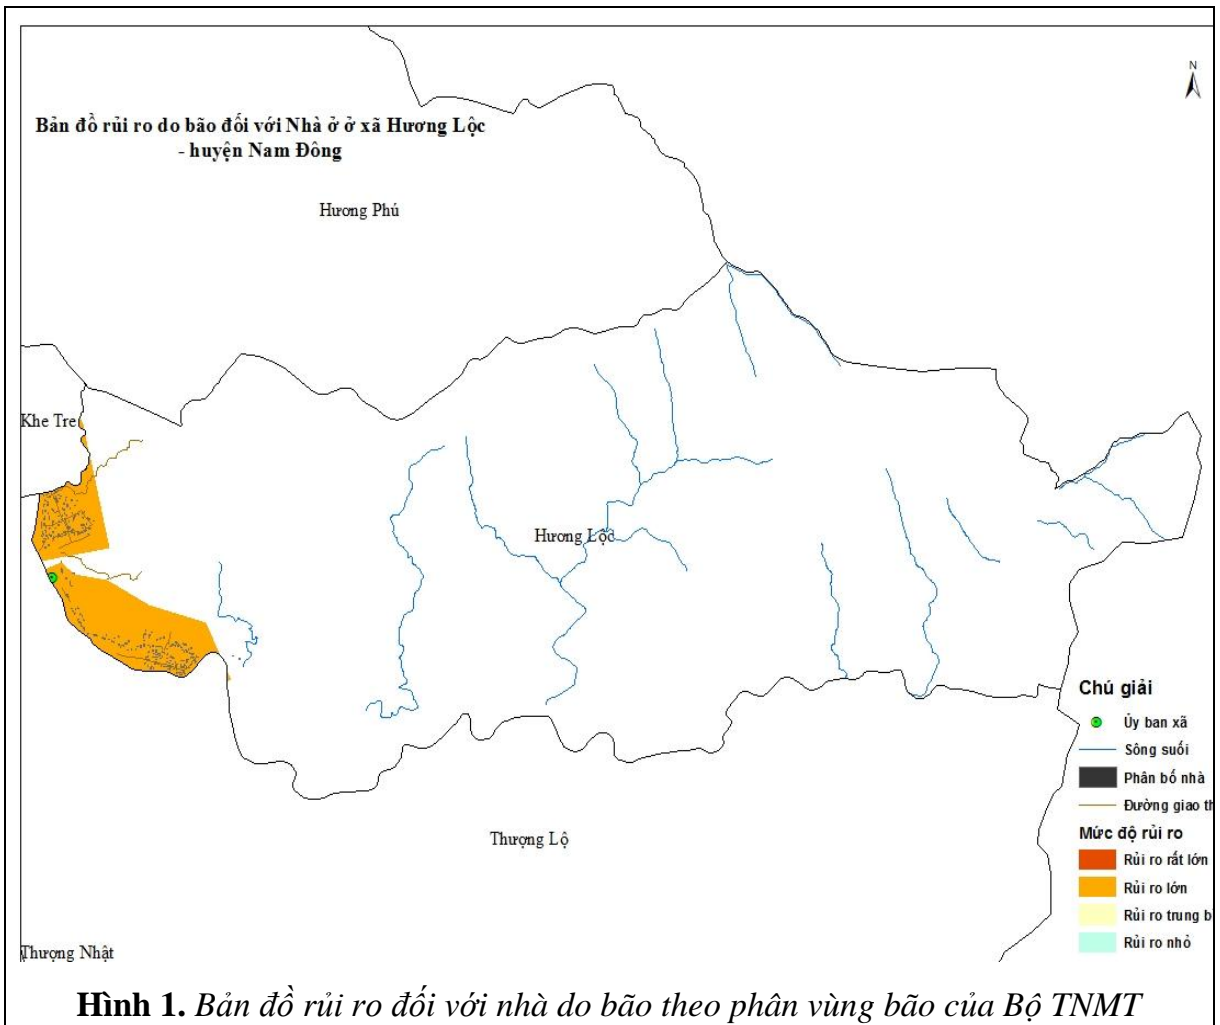 N
Bản đồ rủi ro do bão đối với Nhà ở ở xã Hương Lộc
- huyện Nam Đông
Hương Phú
Khe Tre
Hương Lộc
Chú giải
Ủy ban xã
Sông suối
Phân bố nhà
Đường giao th
Mức độ rủi ro
Rủi ro rất lớn
Rủi ro lớn
Rủi ro trung b
Rủi ro nhỏ
Thượng Lộ
Thượng Nhật
Hình 1. Bản đồ rủi ro đối với nhà do bão theo phân vùng bão của Bộ TNMT